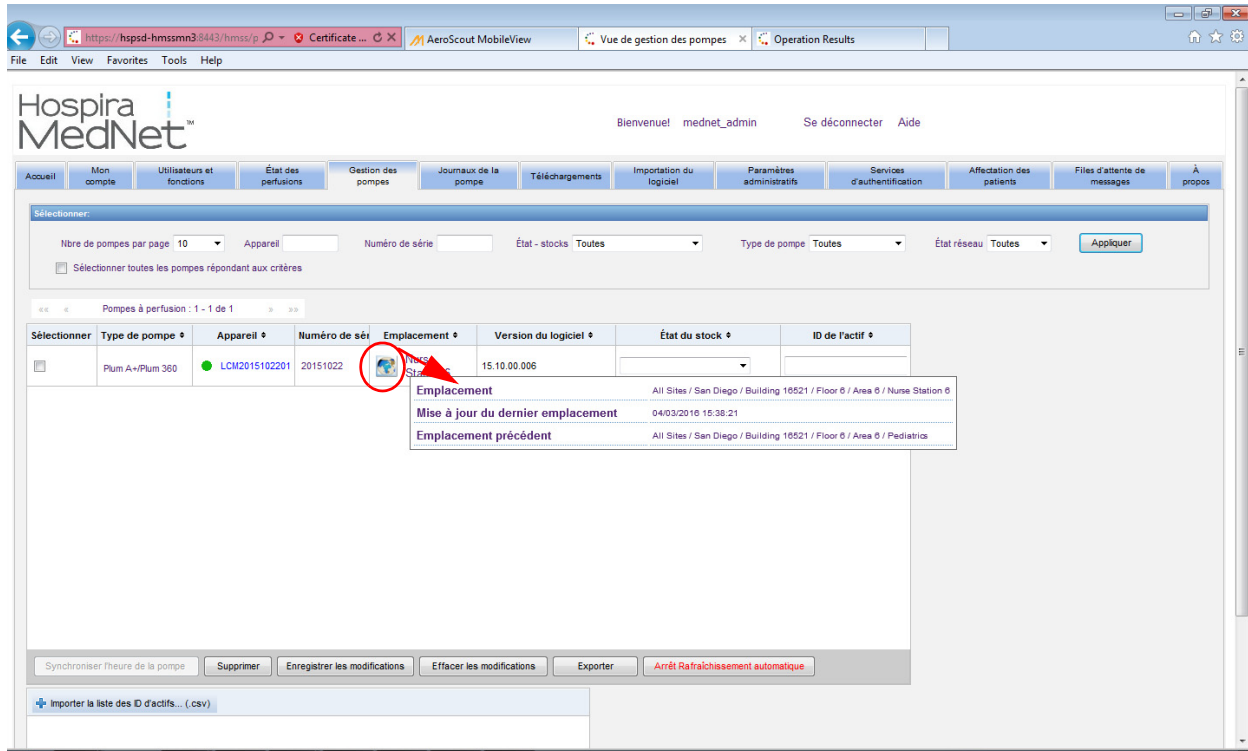 https://hspsd-hmssmn3:8443/hmss/p
Certificate ...
AeroScout MobileView
Vue de gestion des pompes
Operation Results
File Edit View Favorites Tools Help
Hospira
MedNet™
Bienvenue! mednet_admin Se déconnecter Aide
Accueil
Mon compte
Utilisateurs et fonctions
État des perfusions
Gestion des pompes
Journaux de la pompe
Téléchargements
Importation du logiciel
Paramètres administratifs
Services d'authentification
Affectation des patients
Files d'attente de messages
À propos
Sélectionner:
Nbre de pompes par page 10 Appareil Numéro de série État - stocks Toutes Type de pompe Toutes État réseau Toutes Appliquer
Sélectionner toutes les pompes répondant aux critères
«« « Pompes à perfusion : 1 - 1 de 1 » »»
Sélectionner Type de pompe Appareil Numéro de sér Emplacement Version du logiciel État du stock ID de l'actif
Plum A+/Plum 360 LCM2015102201 20151022 15.10.00.006
Emplacement All Sites / San Diego / Building 16521 / Floor 6 / Area 6 / Nurse Station 6
Mise à jour du dernier emplacement 04/03/2016 15:38:21
Emplacement précédent All Sites / San Diego / Building 16521 / Floor 6 / Area 6 / Pediatrics
Synchroniser l'heure de la pompe Supprimer Enregistrer les modifications Effacer les modifications Exporter Arrêt Rafraîchissement automatique
Importer la liste des ID d'actifs... (.csv)